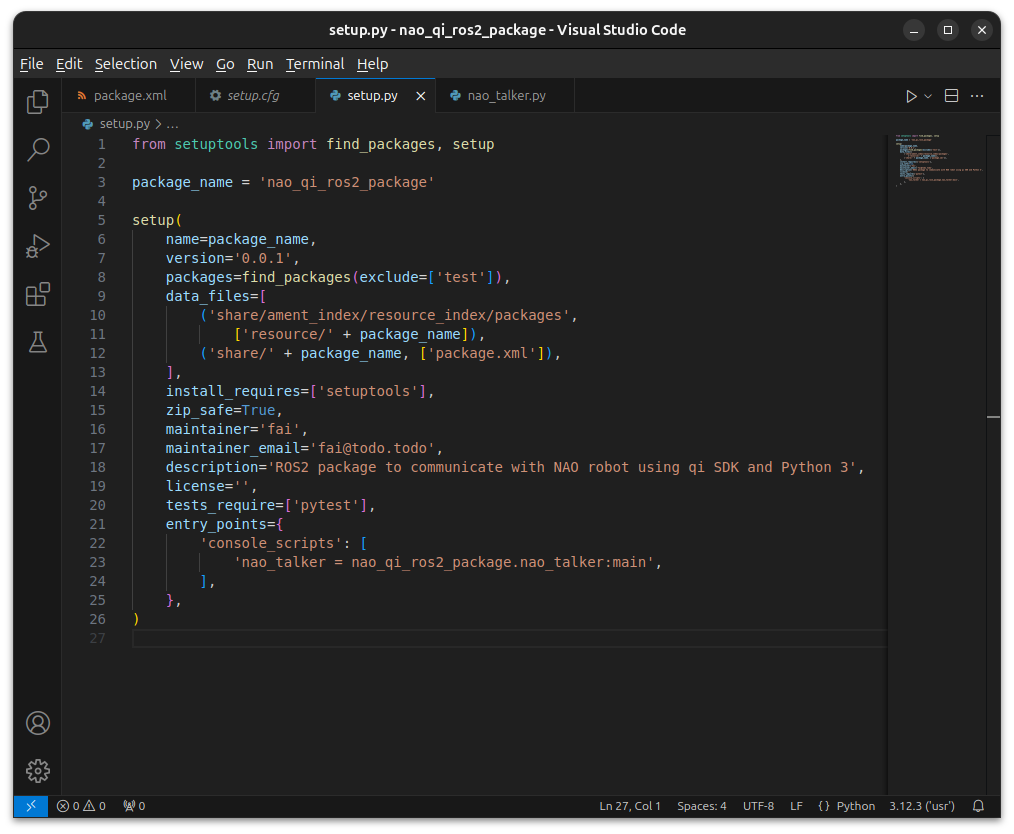 setup.py - nao_qi_ros2_package - Visual Studio Code
File Edit Selection View Go Run Terminal Help
package.xml setup.cfg setup.py nao_talker.py
setup.py > ...
1 from setuptools import find_packages, setup
2
3 package_name = 'nao_qi_ros2_package'
4
5 setup(
6     name=package_name,
7     version='0.0.1',
8     packages=find_packages(exclude=['test']),
9     data_files=[
10         ('share/ament_index/resource_index/packages',
11             ['resource/' + package_name]),
12         ('share/' + package_name, ['package.xml']),
13     ],
14     install_requires=['setuptools'],
15     zip_safe=True,
16     maintainer='fai',
17     maintainer_email='fai@todo.todo',
18     description='ROS2 package to communicate with NAO robot using qi SDK and Python 3',
19     license='',
20     tests_require=['pytest'],
21     entry_points={
22         'console_scripts': [
23             'nao_talker = nao_qi_ros2_package.nao_talker:main',
24         ],
25     },
26 )
27
0 0 0 Ln 27, Col 1 Spaces: 4 UTF-8 LF {} Python 3.12.3 ('usr')